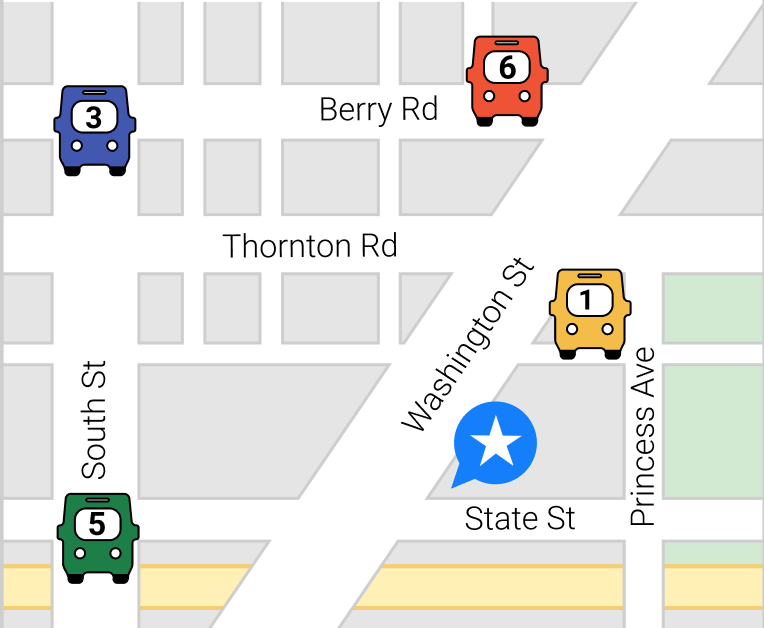 6
3
Berry Rd
Thornton Rd
Washington St
1
South St
Princess Ave
5
State St